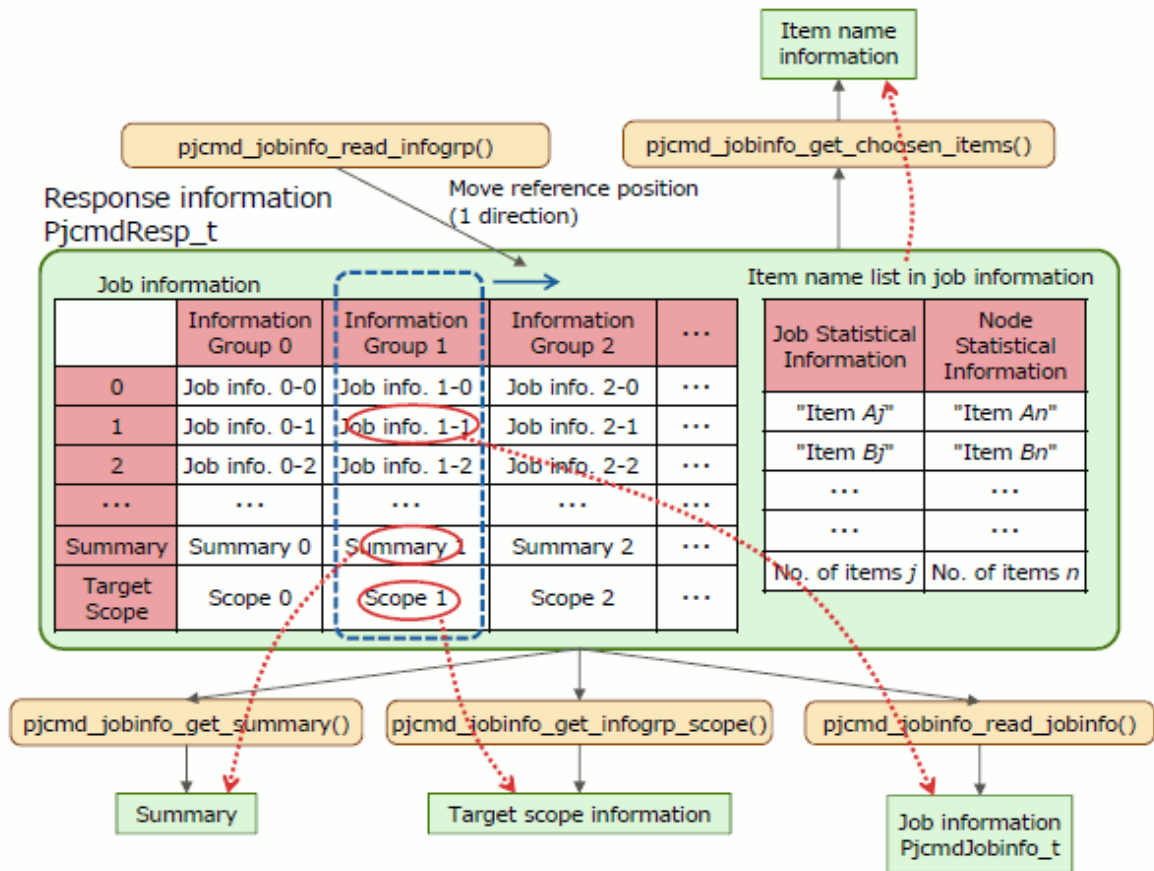 Item name
information
pjcmd_jobinfo_read_infogrp()
pjcmd_jobinfo_get_choosen_items()
Move reference position
(1 direction)
Response information
PjcmdResp_t
Job information
Item name list in job information
Information
Group 0
Information
Group 1
Information
Group 2
...
0
Job info. 0-0
Job info. 1-0
Job info. 2-0
...
1
Job info. 0-1
Job info. 1-1
Job info. 2-1
...
2
Job info. 0-2
Job info. 1-2
Job info. 2-2
...
...
...
...
...
...
Summary
Summary 0
Summary 1
Summary 2
...
Target
Scope
Scope 0
Scope 1
Scope 2
...
Job Statistical
Information
Node
Statistical
Information
"Item Aj"
"Item An"
"Item Bj"
"Item Bn"
...
...
...
...
No. of items j
No. of items n
pjcmd_jobinfo_get_summary()
pjcmd_jobinfo_get_infogrp_scope()
pjcmd_jobinfo_read_jobinfo()
Summary
Target scope information
Job information
PjcmdJobinfo_t